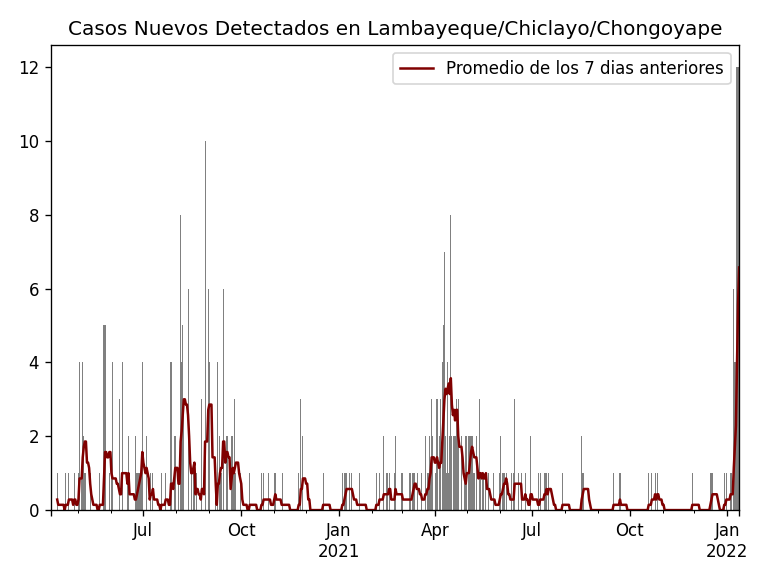 Casos Nuevos Detectados en Lambayeque/Chiclayo/Chongoyape
Promedio de los 7 dias anteriores
12
10
8
6
4
2
0
Jul
Oct
Jan
2021
Apr
Jul
Oct
Jan
2022